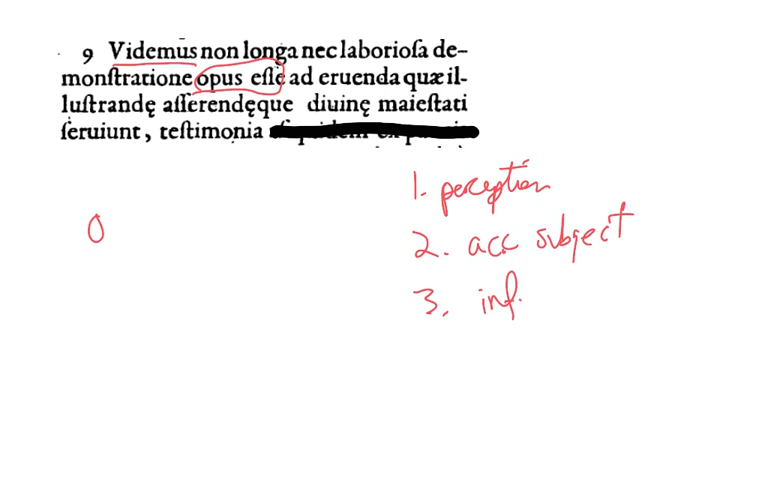 9 Videmus non longa nec laborioſa de-
monſtratione opus eſſe ad eruenda quæ il-
luſtrandę aſſerendęque diuinę maieſtati
ſeruiunt, teſtimonia
1. perception
0
2. acc subject
3. inf.